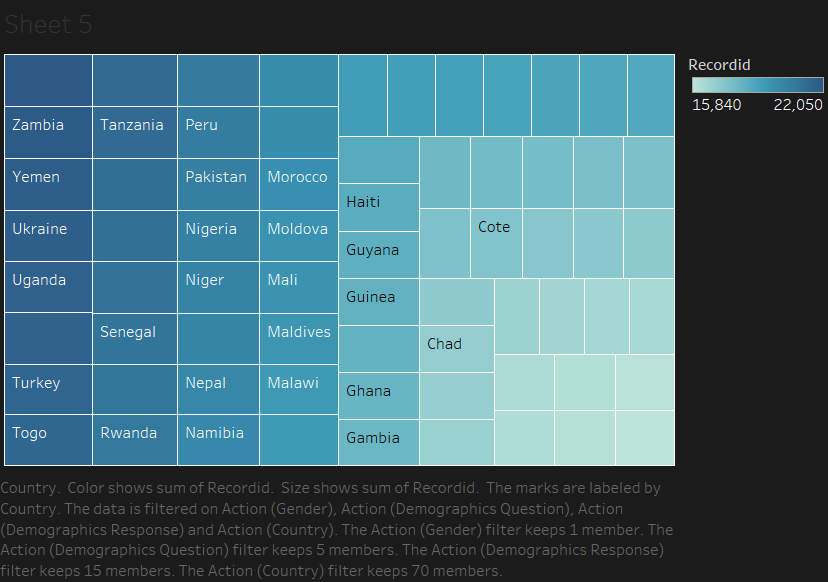 Sheet 5
Recordid
15,840 22,050
Zambia Tanzania Peru
Yemen Pakistan Morocco
Haiti
Ukraine Nigeria Moldova Cote
Guyana
Uganda Niger Mali
Guinea
Senegal Maldives
Chad
Turkey Nepal Malawi
Ghana
Togo Rwanda Namibia
Gambia
Country.  Color shows sum of Recordid.  Size shows sum of Recordid.  The marks are labeled by
Country. The data is filtered on Action (Gender), Action (Demographics Question), Action
(Demographics Response) and Action (Country). The Action (Gender) filter keeps 1 member. The
Action (Demographics Question) filter keeps 5 members. The Action (Demographics Response)
filter keeps 15 members. The Action (Country) filter keeps 70 members.